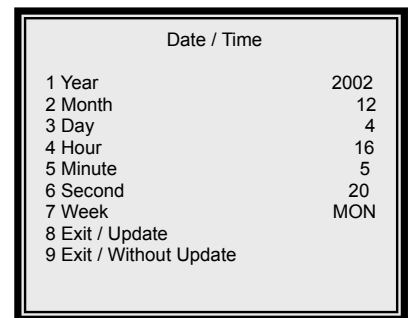 Date / Time
1 Year 2002
2 Month 12
3 Day 4
4 Hour 16
5 Minute 5
6 Second 20
7 Week MON
8 Exit / Update
9 Exit / Without Update